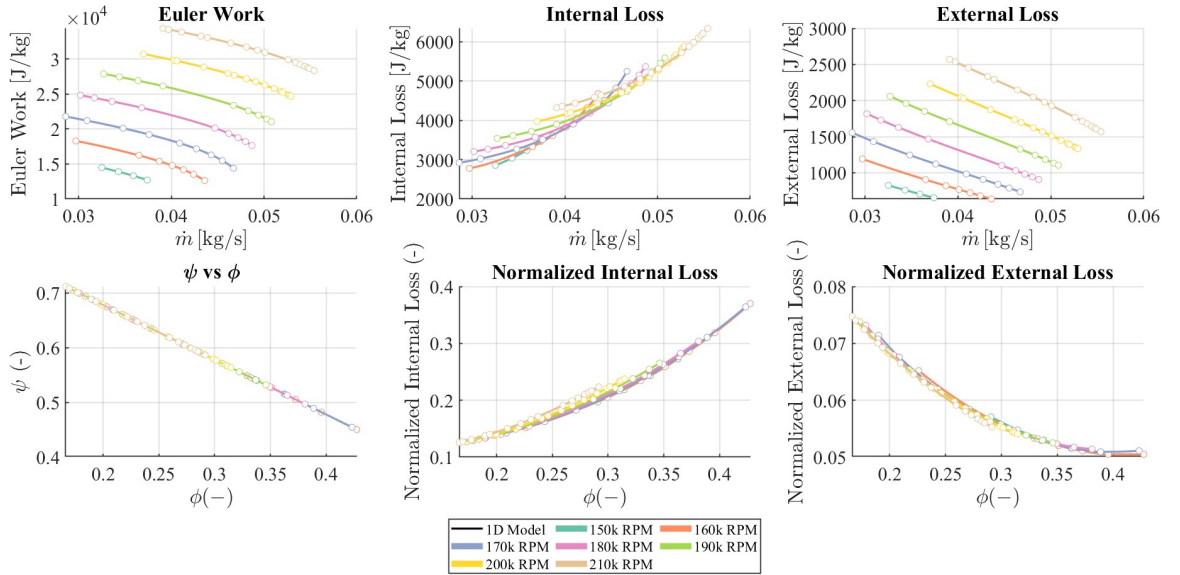 Euler Work
×10⁴
Euler Work [J/kg]
3
2.5
2
1.5
1
0.03 0.04 0.05 0.06
ṁ [kg/s]
Internal Loss
Internal Loss [J/kg]
6000
5000
4000
3000
2000
0.03 0.04 0.05 0.06
ṁ [kg/s]
External Loss
External Loss [J/kg]
3000
2500
2000
1500
1000
0.03 0.04 0.05 0.06
ṁ [kg/s]
ψ vs ϕ
ψ (-)
0.7
0.6
0.5
0.4
0.2 0.25 0.3 0.35 0.4
ϕ(−)
Normalized Internal Loss
Normalized Internal Loss (-)
0.4
0.3
0.2
0.1
0.2 0.25 0.3 0.35 0.4
ϕ(−)
Normalized External Loss
Normalized External Loss (-)
0.08
0.07
0.06
0.05
0.2 0.25 0.3 0.35 0.4
ϕ(−)
1D Model 150k RPM 160k RPM
170k RPM 180k RPM 190k RPM
200k RPM 210k RPM